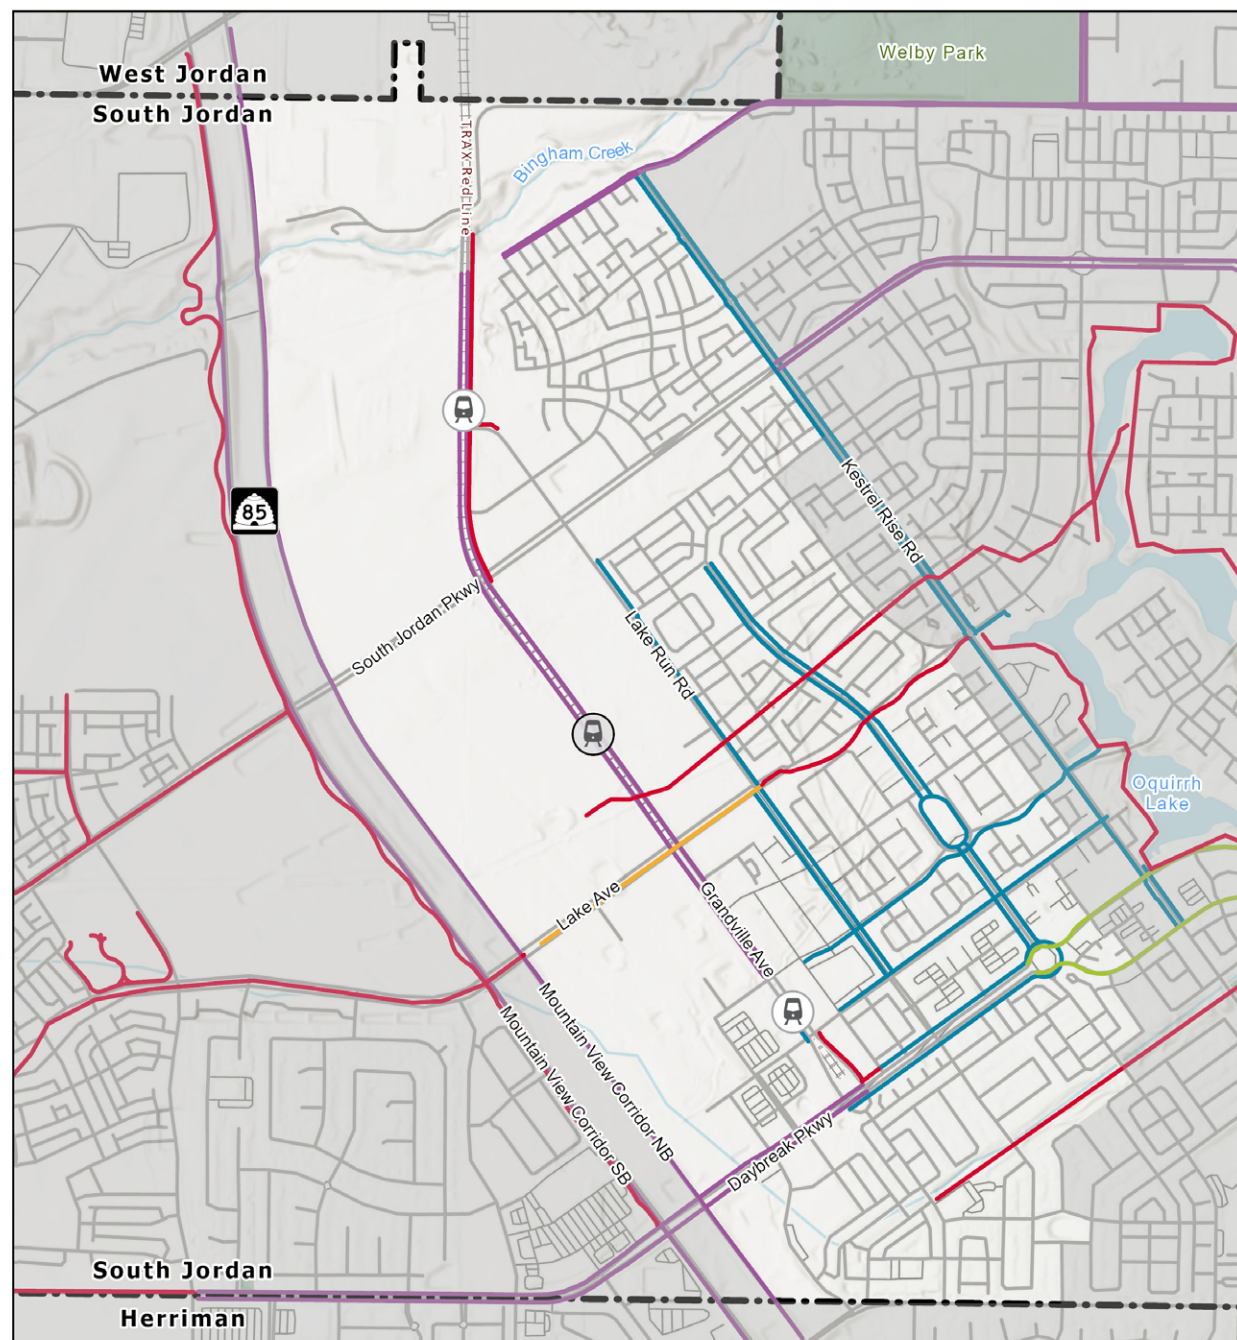 Welby Park
West Jordan
South Jordan
TRAX Red Line
Bingham Creek
Kestrel Rise Rd
85
South Jordan Pkwy
Lake Run Rd
Oquirrh
Lake
Lake Ave
Grandville Ave
Mountain View Corridor NB
Mountain View Corridor SB
Daybreak Pkwy
South Jordan
Herriman